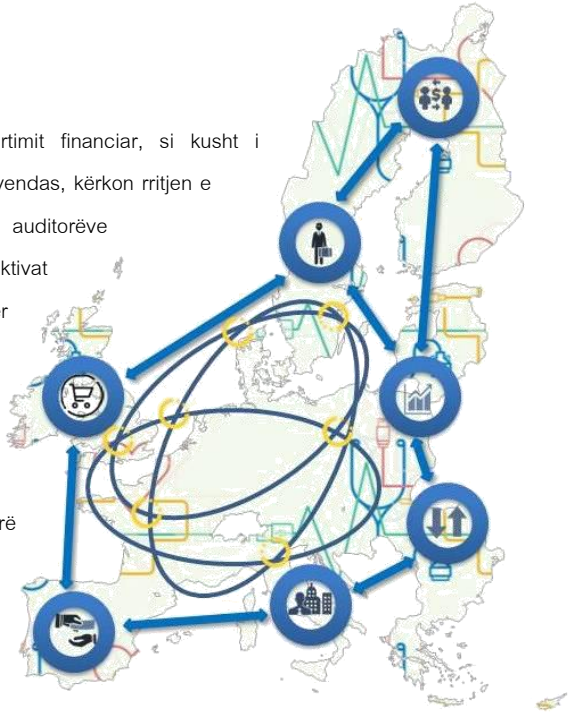 rtimit financiar, si kusht i
vendas, kërkon rritjen e
auditorëve
ktivat
r
rë